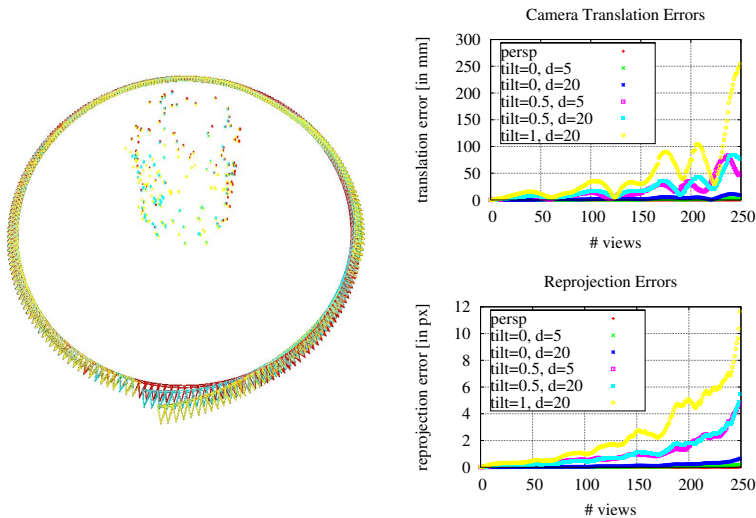 Camera Translation Errors
translation error [in mm]
300
250
200
150
100
50
0
persp
tilt=0, d=5
tilt=0, d=20
tilt=0.5, d=5
tilt=0.5, d=20
tilt=1, d=20
0 50 100 150 200 250
# views
Reprojection Errors
reprojection error [in px]
12
10
8
6
4
2
0
persp
tilt=0, d=5
tilt=0, d=20
tilt=0.5, d=5
tilt=0.5, d=20
tilt=1, d=20
0 50 100 150 200 250
# views